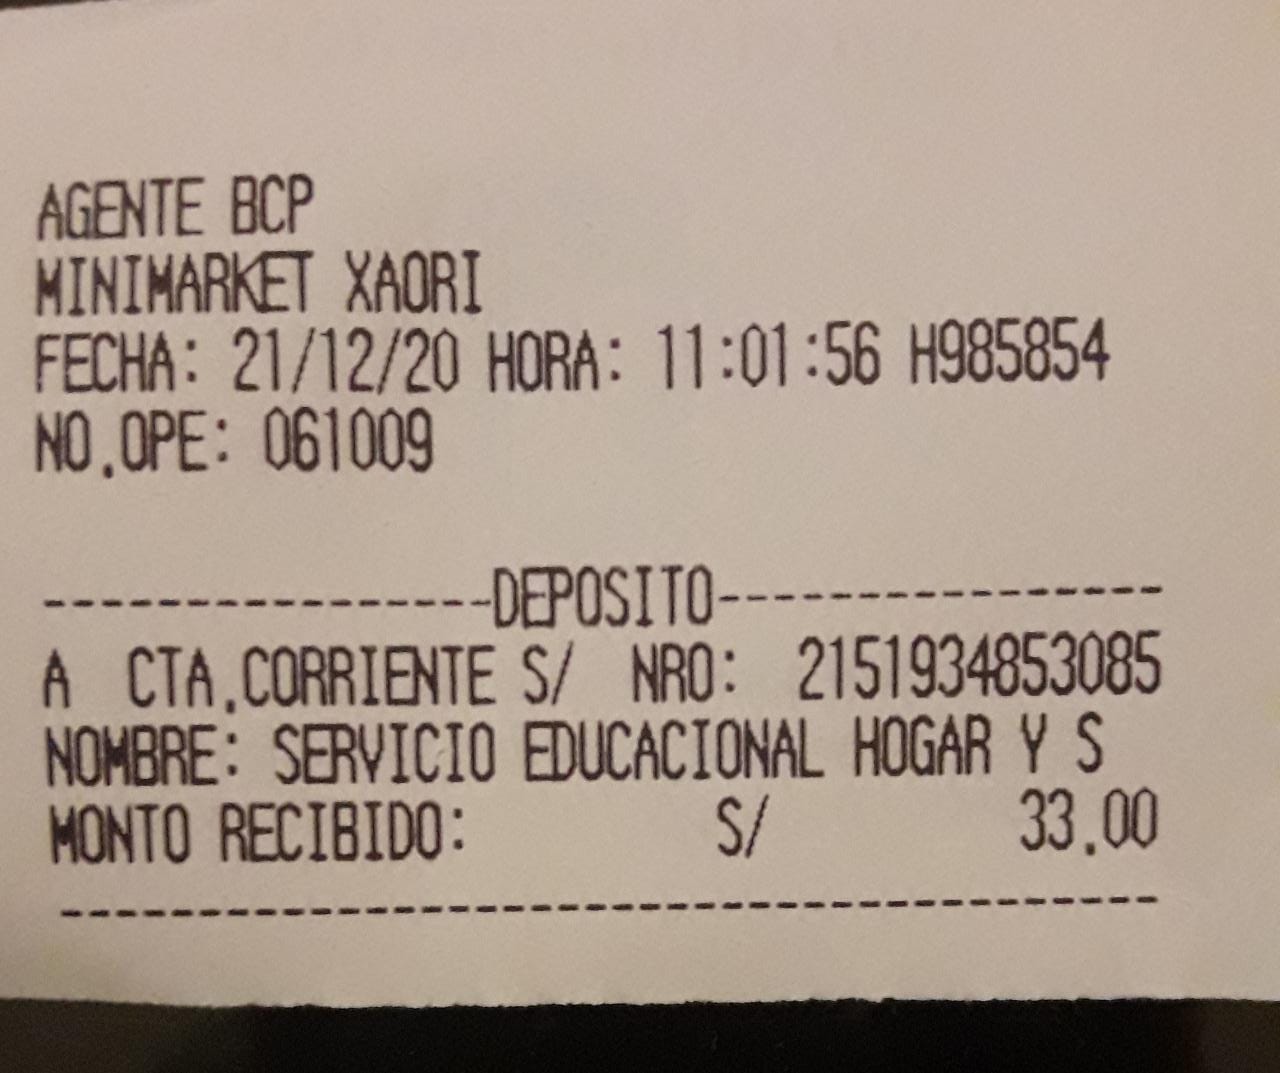 AGENTE BCP
MINIMARKET XAORI
FECHA: 21/12/20 HORA: 11:01:56 H985854
NO.OPE: 061009
----------------DEPOSITO----------------
A CTA.CORRIENTE S/ NRO: 2151934853085
NOMBRE: SERVICIO EDUCACIONAL HOGAR Y S
MONTO RECIBIDO: S/ 33.00
----------------------------------------